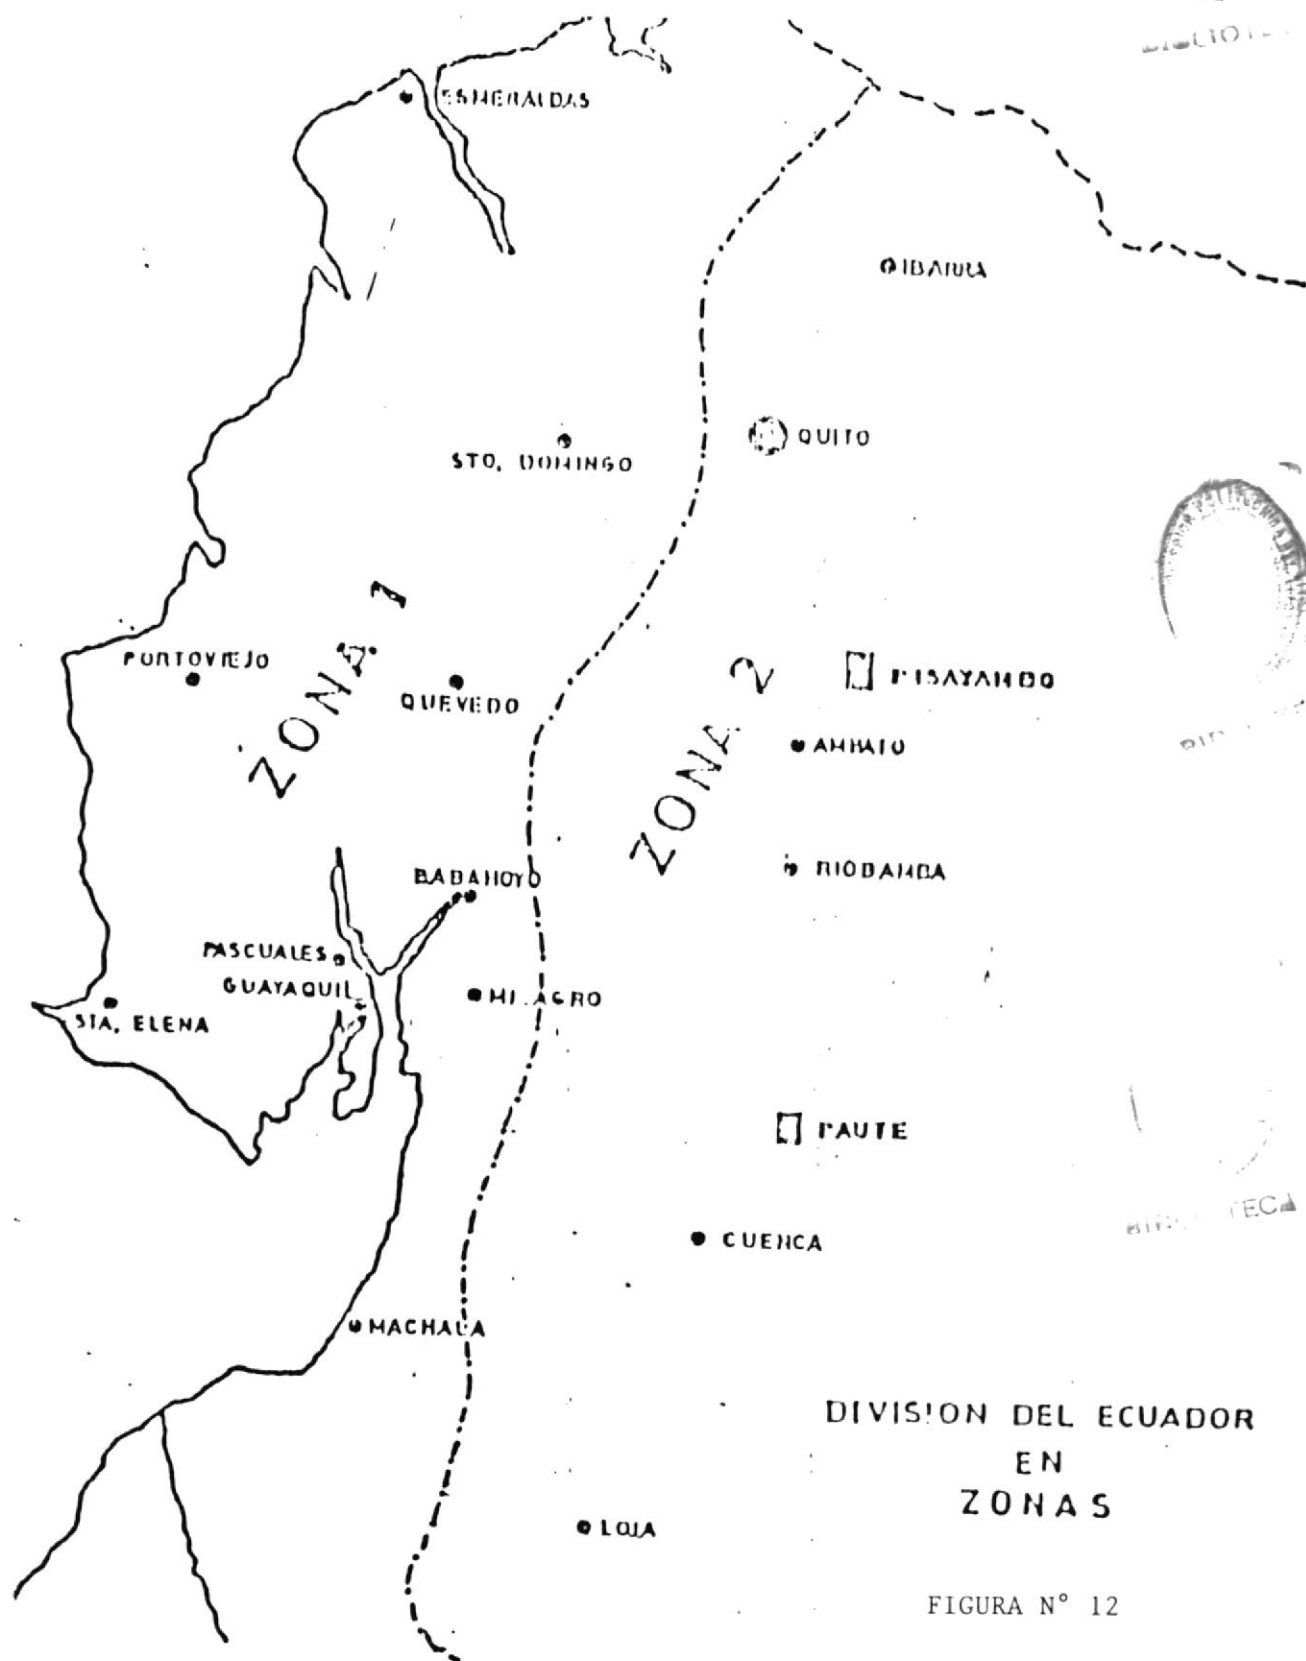 ESMERALDAS
IBARRA
QUITO
STO. DOMINGO
ZONA 1
PORTOVIEJO
QUEVEDO
ZONA 2
PISAYAMBO
AMBATO
BABAHOYO
RIOBAMBA
PASCUALES
GUAYAQUIL
MILAGRO
STA. ELENA
PAUTE
CUENCA
MACHALA
DIVISION DEL ECUADOR
EN
ZONAS
LOJA
FIGURA N° 12